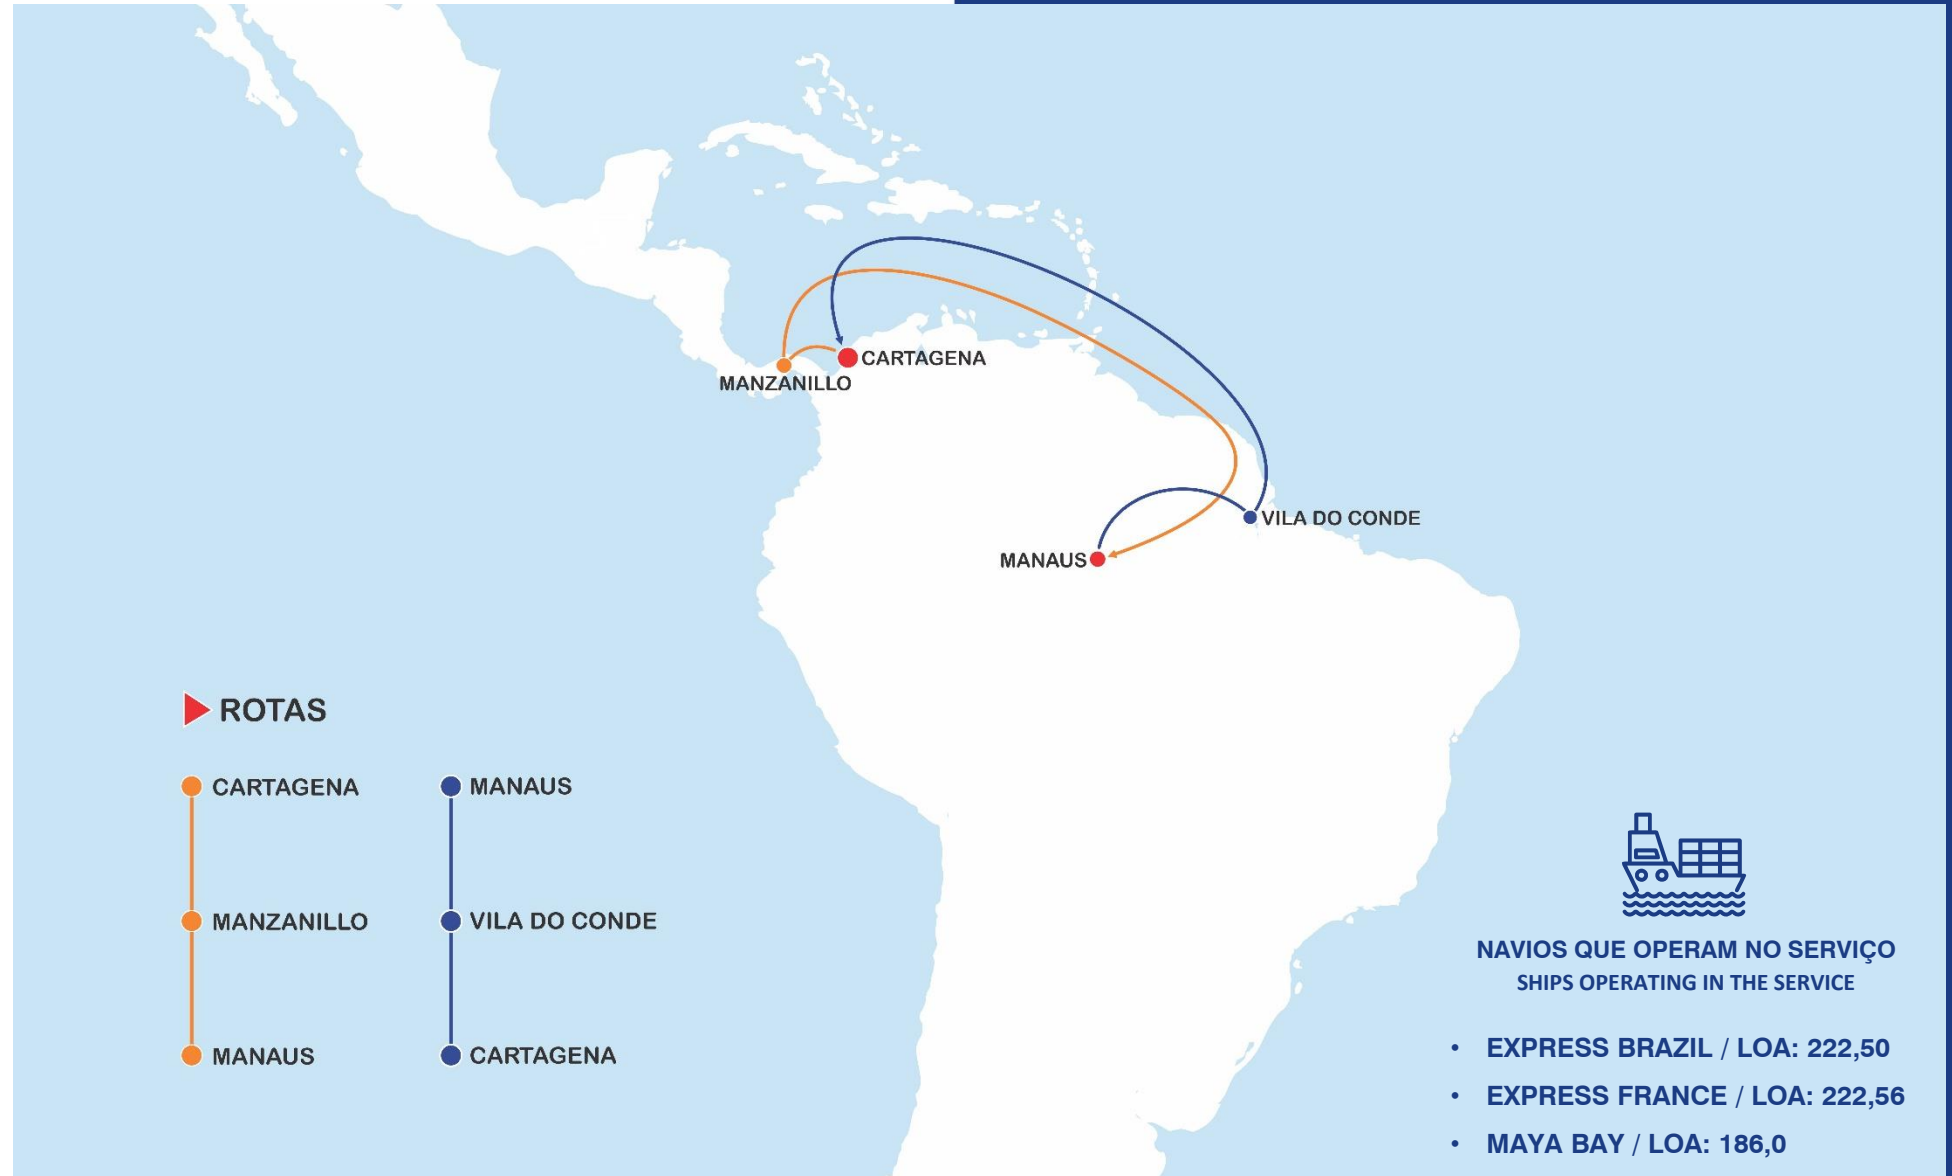 CARTAGENA
MANZANILLO
VILA DO CONDE
MANAUS
ROTAS
CARTAGENA
MANZANILLO
MANAUS
MANAUS
VILA DO CONDE
CARTAGENA
NAVIOS QUE OPERAM NO SERVIÇO
SHIPS OPERATING IN THE SERVICE
• EXPRESS BRAZIL / LOA: 222,50
• EXPRESS FRANCE / LOA: 222,56
• MAYA BAY / LOA: 186,0